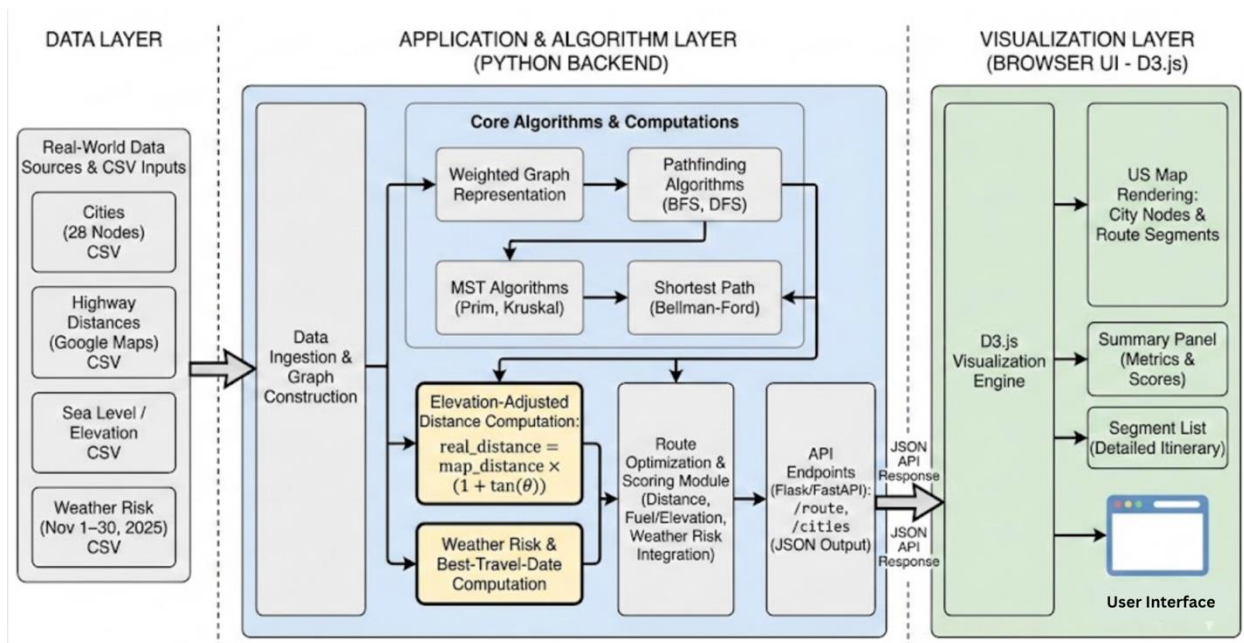 DATA LAYER
Real-World Data
Sources & CSV Inputs
Cities
(28 Nodes)
CSV
Highway
Distances
(Google Maps)
CSV
Sea Level /
Elevation
CSV
Weather Risk
(Nov 1–30, 2025)
CSV
APPLICATION & ALGORITHM LAYER
(PYTHON BACKEND)
Data
Ingestion &
Graph
Construction
Core Algorithms & Computations
Weighted Graph
Representation
Pathfinding
Algorithms
(BFS, DFS)
MST Algorithms
(Prim, Kruskal)
Shortest Path
(Bellman-Ford)
Elevation-Adjusted
Distance Computation:
real_distance =
map_distance ×
(1 + tan(θ))
Weather Risk &
Best-Travel-Date
Computation
Route
Optimization &
Scoring Module
(Distance,
Fuel/Elevation,
Weather Risk
Integration)
API
Endpoints
(Flask/FastAPI):
/route,
/cities
(JSON Output)
JSON
API
Response
JSON
API
Response
VISUALIZATION LAYER
(BROWSER UI - D3.js)
D3.js
Visualization
Engine
US Map
Rendering:
City Nodes &
Route Segments
Summary Panel
(Metrics &
Scores)
Segment List
(Detailed Itinerary)
User Interface